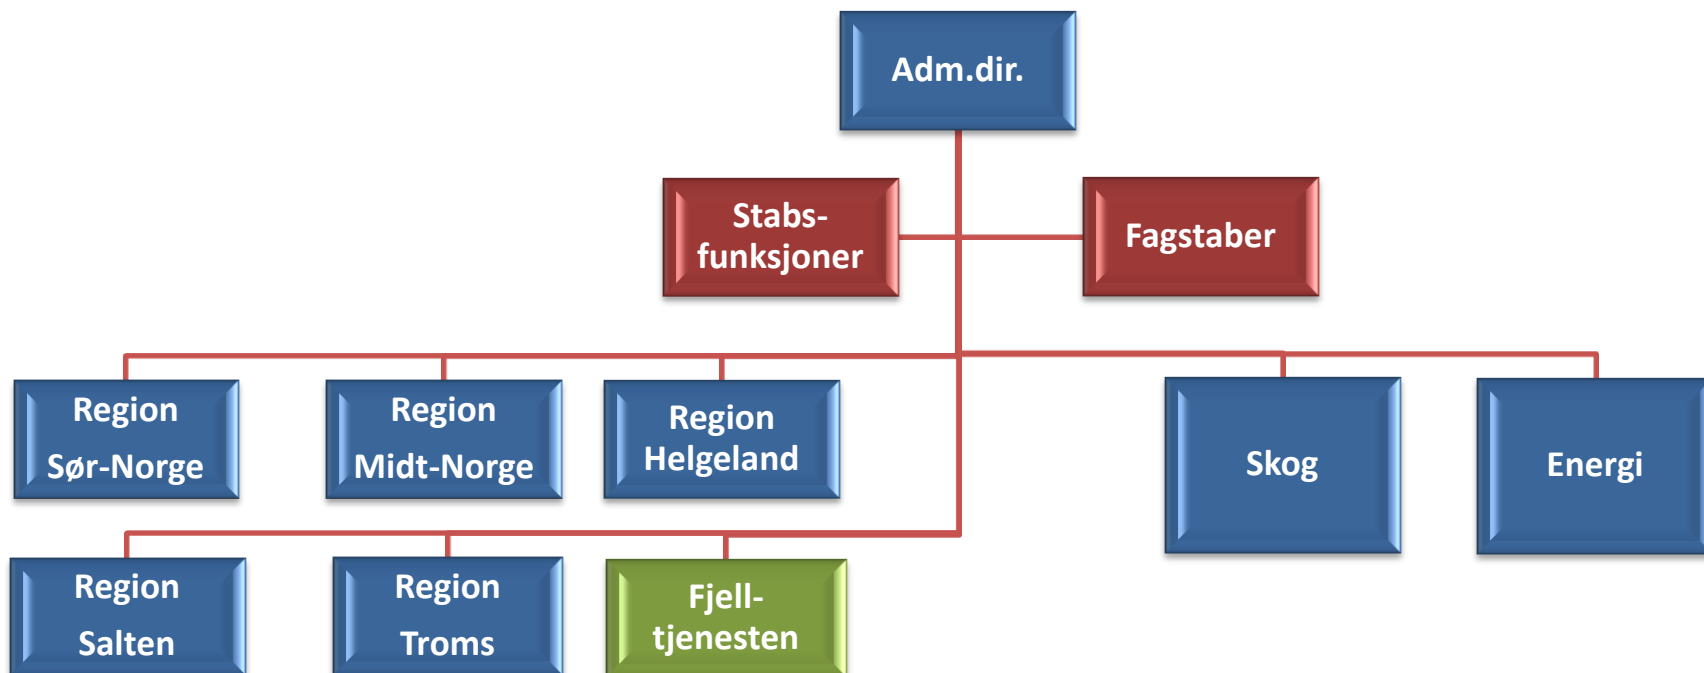 Adm.dir.
Stabs-
funksjoner
Fagstaber
Region
Sør-Norge
Region
Midt-Norge
Region
Helgeland
Skog
Energi
Region
Salten
Region
Troms
Fjell-
tjenesten